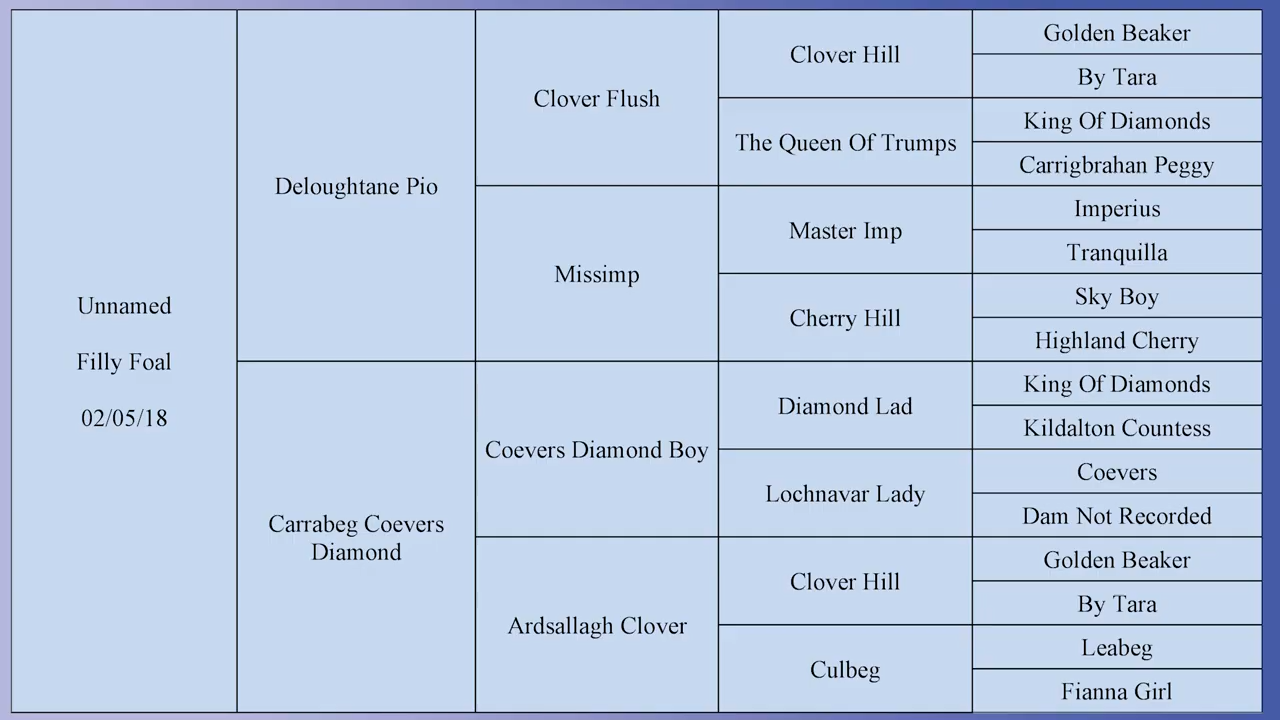 Unnamed
Filly Foal
02/05/18
Deloughtane Pio
Carrabeg Coevers
Diamond
Clover Flush
Missimp
Coevers Diamond Boy
Ardsallagh Clover
Clover Hill
The Queen Of Trumps
Master Imp
Cherry Hill
Diamond Lad
Lochnavar Lady
Clover Hill
Culbeg
Golden Beaker
By Tara
King Of Diamonds
Carrigbrahan Peggy
Imperius
Tranquilla
Sky Boy
Highland Cherry
King Of Diamonds
Kildalton Countess
Coevers
Dam Not Recorded
Golden Beaker
By Tara
Leabeg
Fianna Girl